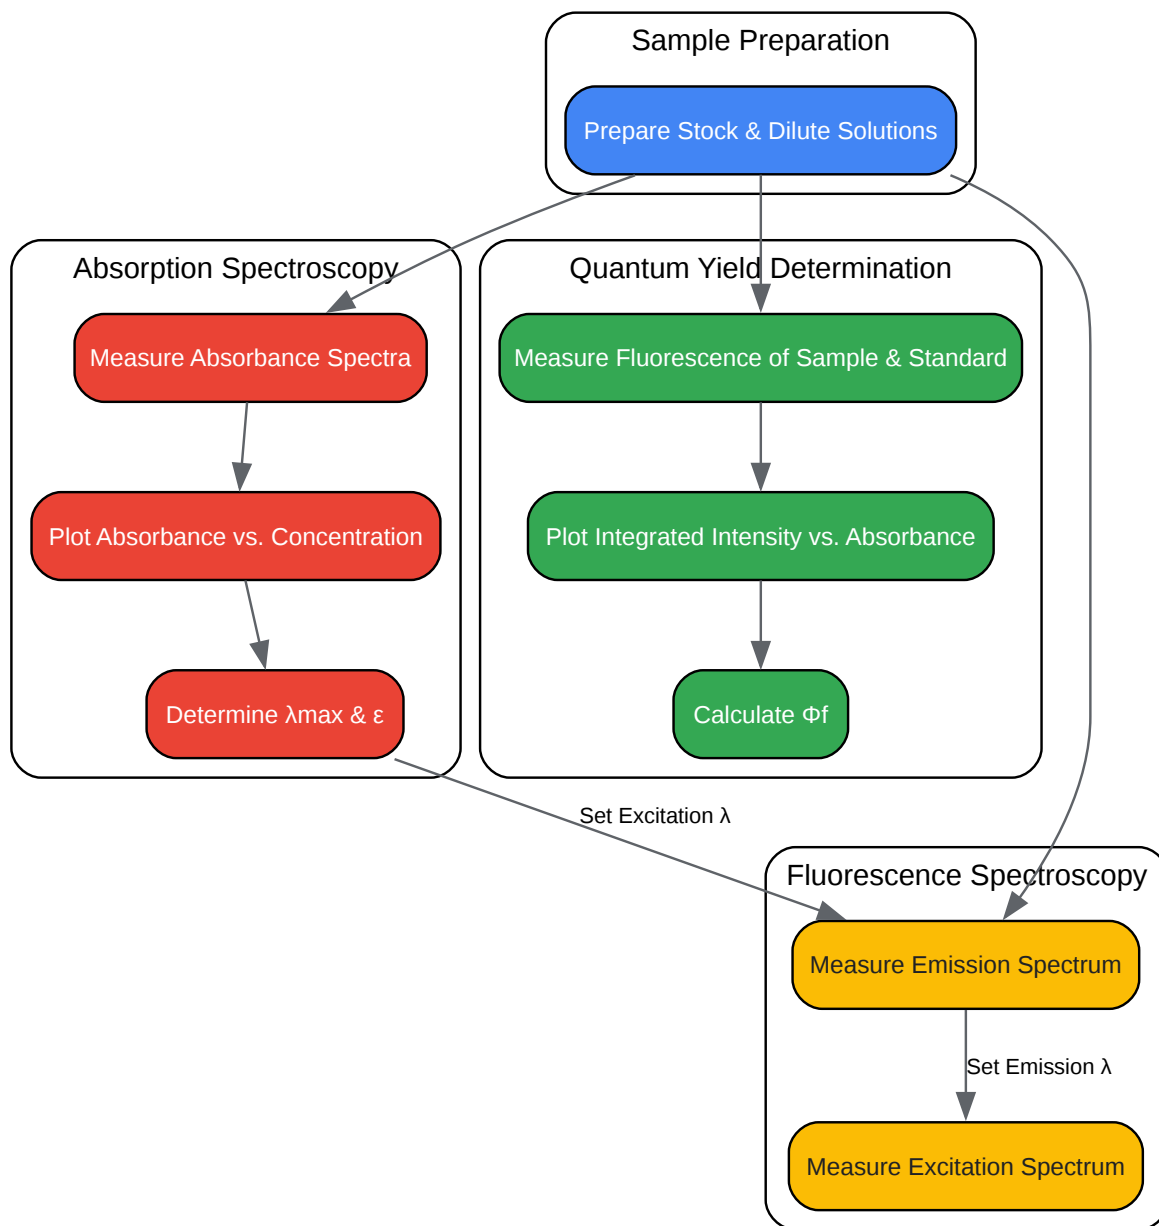 Sample Preparation
Prepare Stock & Dilute Solutions
Absorption Spectroscopy
Measure Absorbance Spectra
Plot Absorbance vs. Concentration
Determine λmax & ε
Quantum Yield Determination
Measure Fluorescence of Sample & Standard
Plot Integrated Intensity vs. Absorbance
Calculate Φf
Set Excitation λ
Fluorescence Spectroscopy
Measure Emission Spectrum
Set Emission λ
Measure Excitation Spectrum